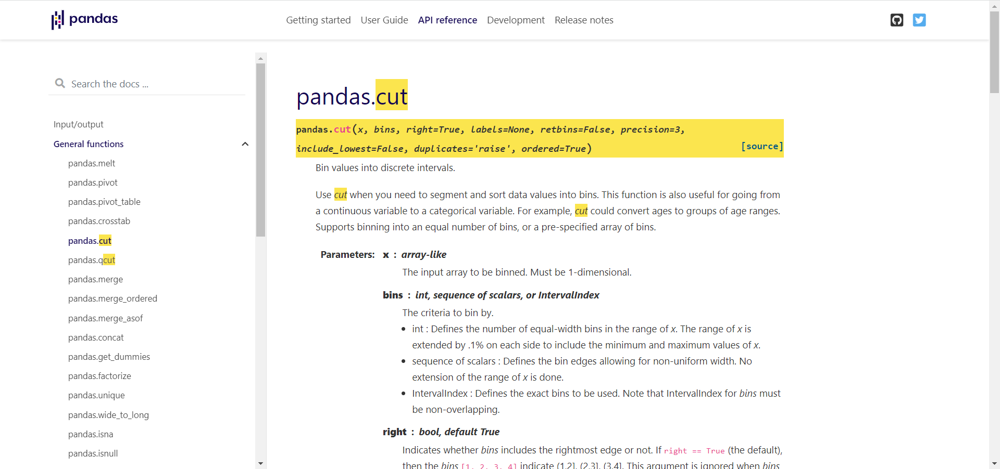 pandas
Getting started User Guide API reference Development Release notes
Search the docs ...
Input/output
General functions
pandas.melt
pandas.pivot
pandas.pivot_table
pandas.crosstab
pandas.cut
pandas.qcut
pandas.merge
pandas.merge_ordered
pandas.merge_asof
pandas.concat
pandas.get_dummies
pandas.factorize
pandas.unique
pandas.wide_to_long
pandas.isna
pandas.isnull
pandas.cut
pandas.cut(x, bins, right=True, labels=None, retbins=False, precision=3,
include_lowest=False, duplicates='raise', ordered=True) [source]
Bin values into discrete intervals.
Use cut when you need to segment and sort data values into bins. This function is also useful for going from
a continuous variable to a categorical variable. For example, cut could convert ages to groups of age ranges.
Supports binning into an equal number of bins, or a pre-specified array of bins.
Parameters: x : array-like
The input array to be binned. Must be 1-dimensional.
bins : int, sequence of scalars, or IntervalIndex
The criteria to bin by.
• int : Defines the number of equal-width bins in the range of x. The range of x is
extended by .1% on each side to include the minimum and maximum values of x.
• sequence of scalars : Defines the bin edges allowing for non-uniform width. No
extension of the range of x is done.
• IntervalIndex : Defines the exact bins to be used. Note that IntervalIndex for bins must
be non-overlapping.
right : bool, default True
Indicates whether bins includes the rightmost edge or not. If right == True (the default),
then the bins [1, 2, 3, 4] indicate (1,2], (2,3], (3,4]. This argument is ignored when bins